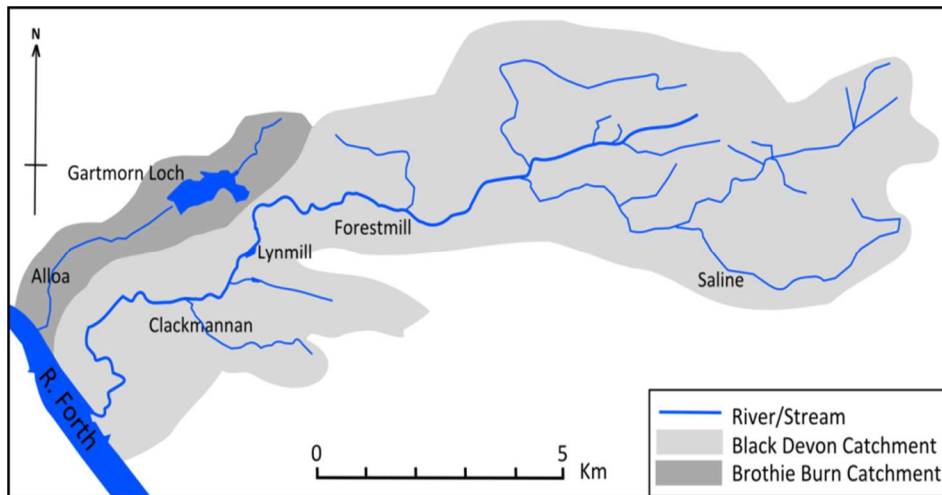 N
Gartmorn Loch
Forestmill
Lynmill
Alloa
Saline
Clackmannan
R. Forth
River/Stream
Black Devon Catchment
Brothie Burn Catchment
0 5
Km